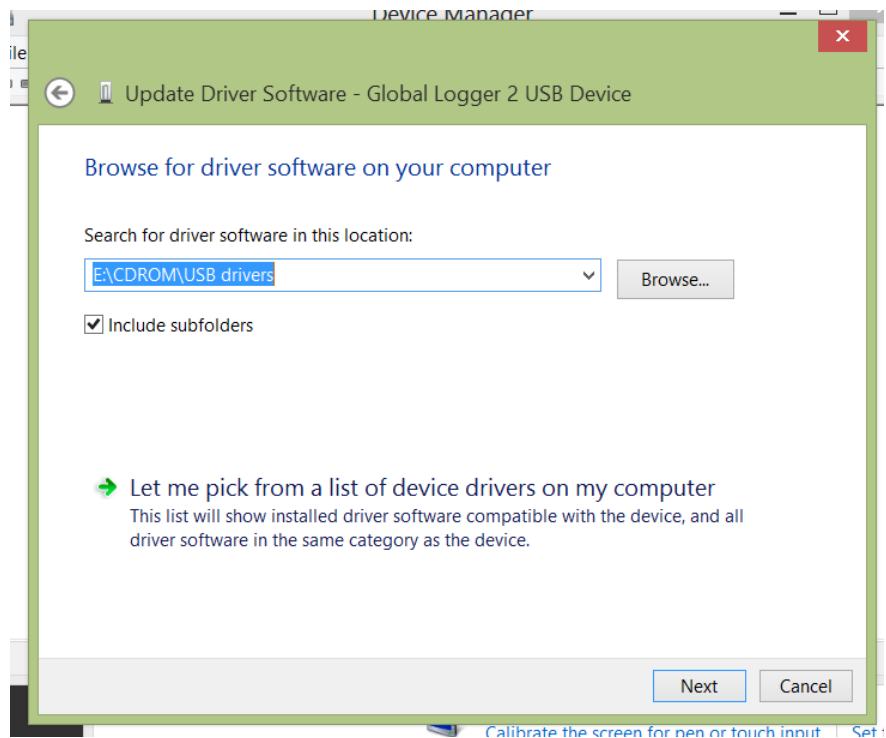 Device Manager
ile
Update Driver Software - Global Logger 2 USB Device
Browse for driver software on your computer
Search for driver software in this location:
E:\CDROM\USB drivers
Browse...
Include subfolders
Let me pick from a list of device drivers on my computer
This list will show installed driver software compatible with the device, and all
driver software in the same category as the device.
Next
Cancel
Calibrate the screen for pen or touch input
Set